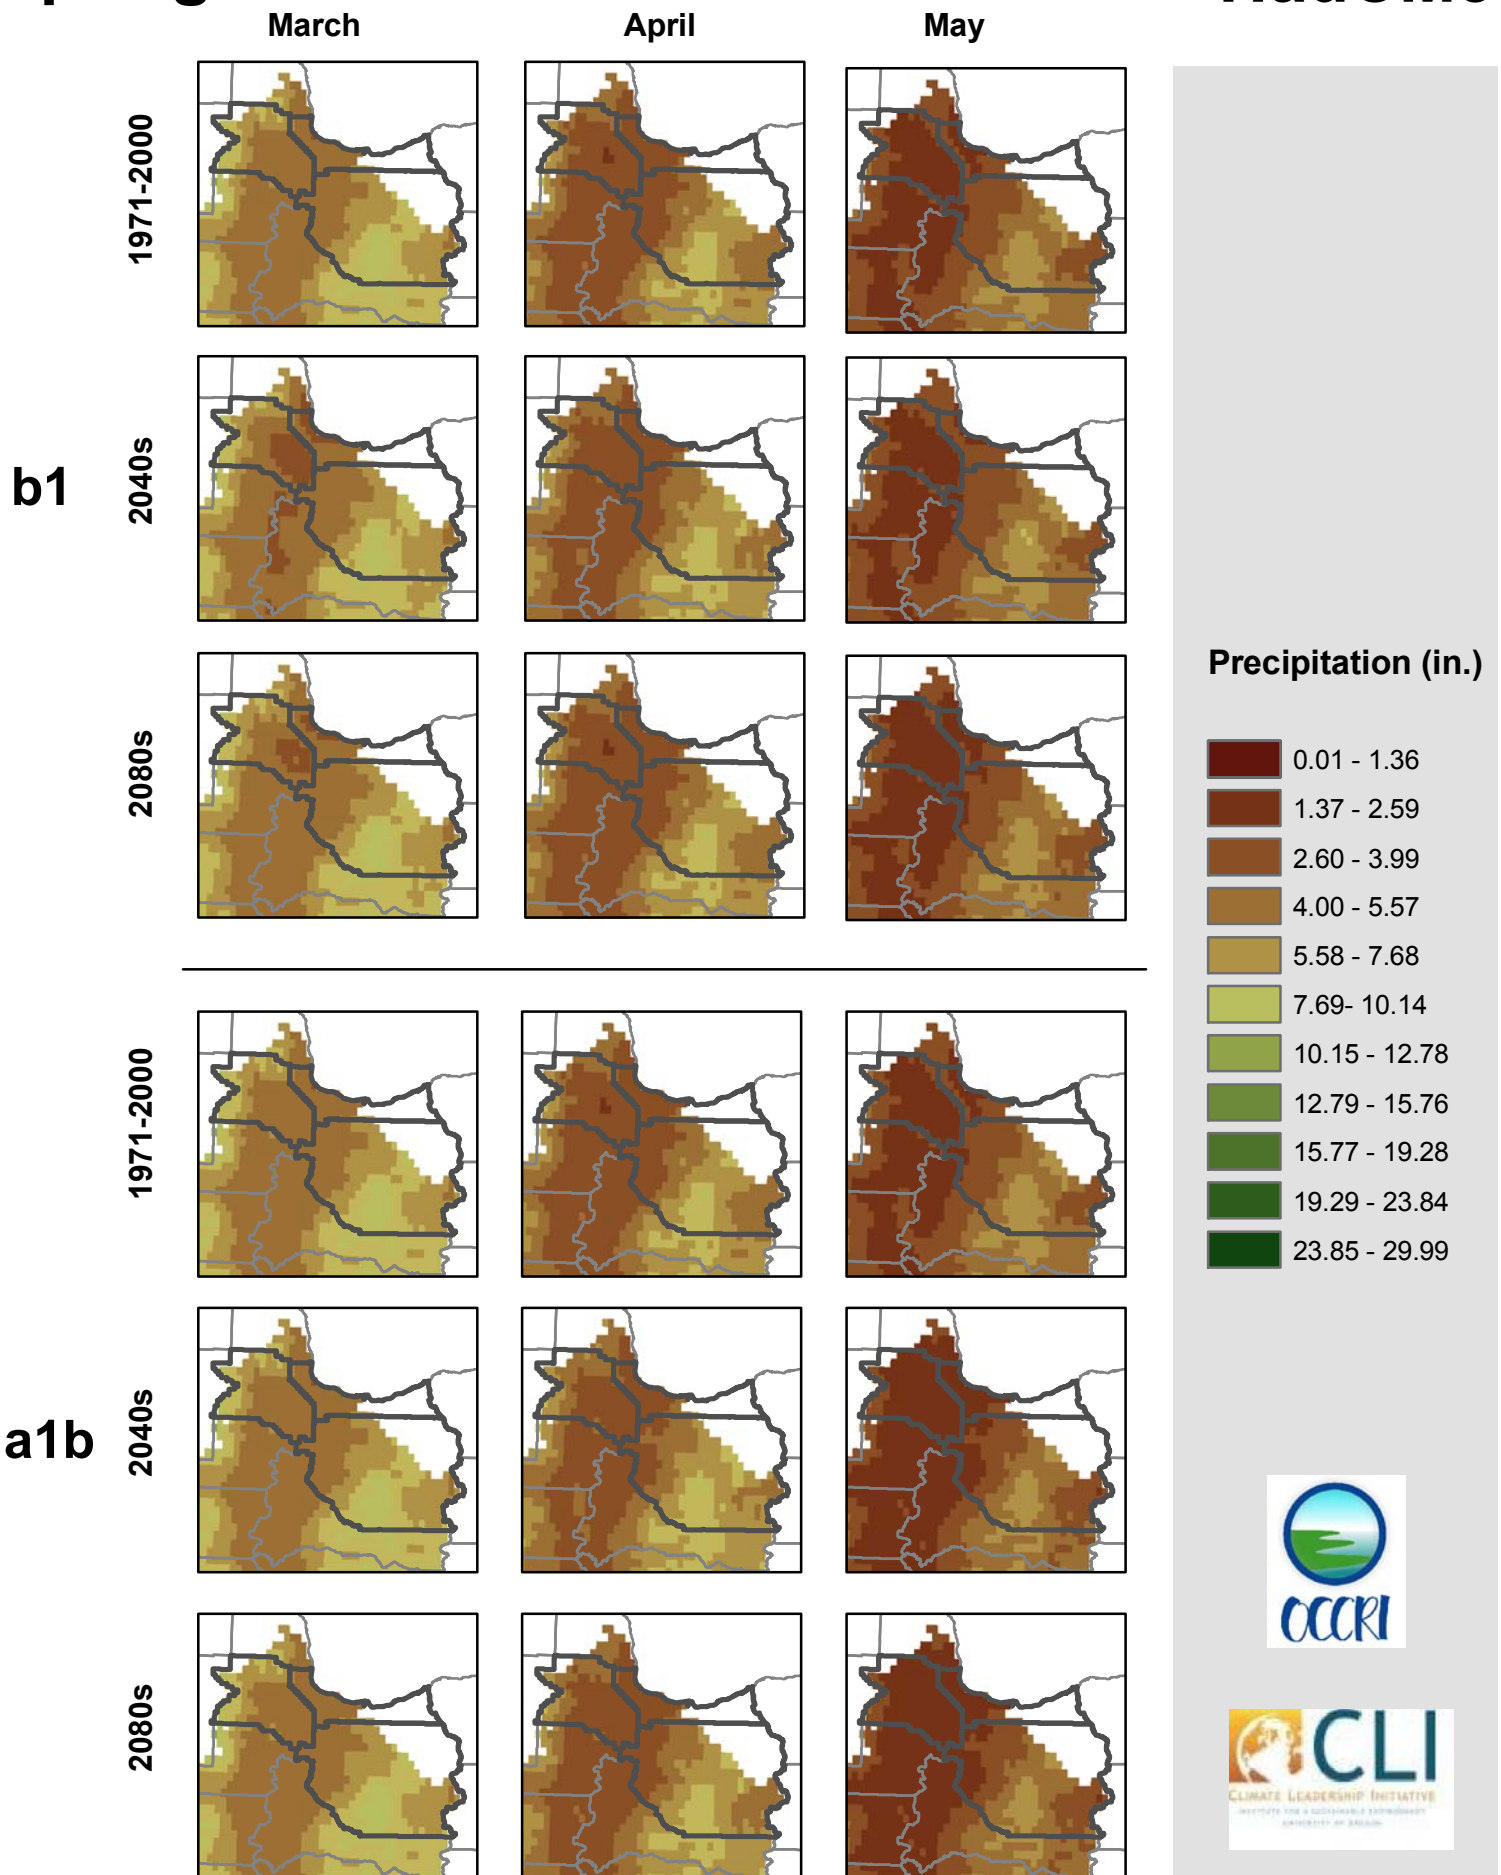 March April May
1971-2000
b1
2040s
2080s
Precipitation (in.)
0.01 - 1.36
1.37 - 2.59
2.60 - 3.99
4.00 - 5.57
5.58 - 7.68
7.69- 10.14
10.15 - 12.78
12.79 - 15.76
15.77 - 19.28
19.29 - 23.84
23.85 - 29.99
1971-2000
a1b
2040s
2080s
OCCRI
CLI
CLIMATE LEADERSHIP INITIATIVE